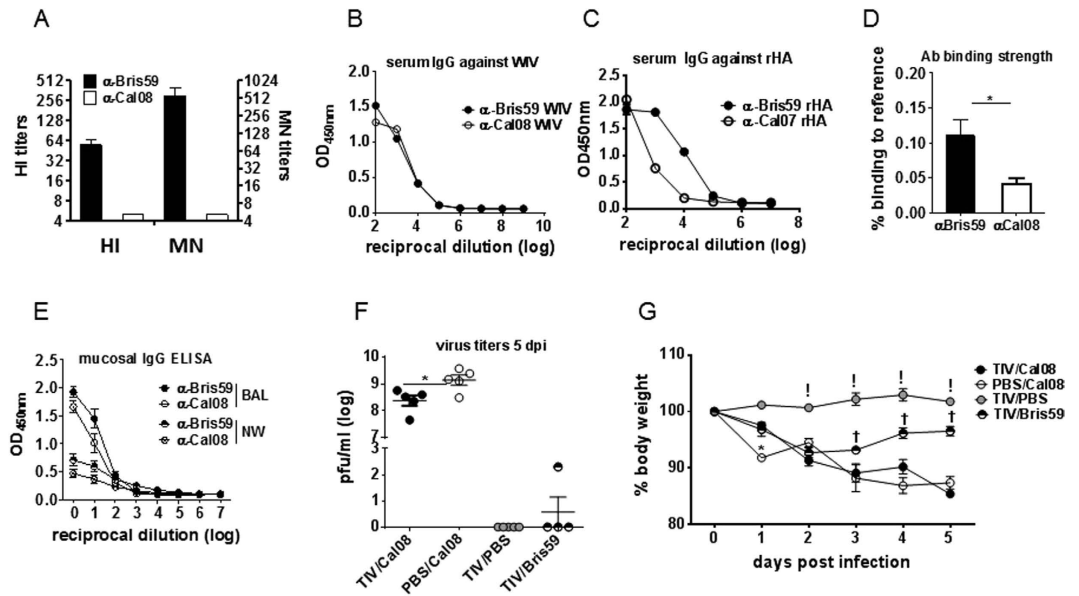 A
512
256
128
64
32
16
8
4
HI titers
α-Bris59
α-Cal08
1024
512
256
128
64
32
16
8
4
MN titers
HI
MN
B
serum IgG against WIV
2.0
1.5
1.0
0.5
0.0
OD450nm
α-Bris59 WIV
α-Cal08 WIV
2
4
6
8
10
reciprocal dilution (log)
C
serum IgG against rHA
2.5
2.0
1.5
1.0
0.5
0.0
OD450nm
α-Bris59 rHA
α-Cal07 rHA
2
4
6
8
reciprocal dilution (log)
D
Ab binding strength
0.20
0.15
0.10
0.05
0.00
% binding to reference
*
αBris59
αCal08
E
mucosal IgG ELISA
2.5
2.0
1.5
1.0
0.5
0.0
OD450nm
α-Bris59
α-Cal08
BAL
α-Bris59
α-Cal08
NW
0 1 2 3 4 5 6 7
reciprocal dilution (log)
F
virus titers 5 dpi
10
9
8
7
3
2
1
0
pfu/ml (log)
*
TIV/Cal08
PBS/Cal08
TIV/PBS
TIV/Bris59
G
100
90
80
% body weight
TIV/Cal08
PBS/Cal08
TIV/PBS
TIV/Bris59
! ! ! !
† † †
*
0 1 2 3 4 5
days post infection